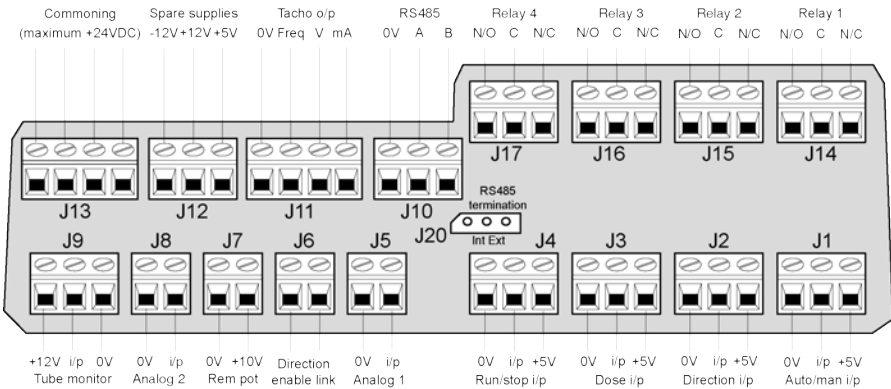 Commoning Spare supplies Tacho o/p RS485 Relay 4 Relay 3 Relay 2 Relay 1
(maximum +24VDC) -12V +12V +5V 0V Freq V mA 0V A B N/O C N/C N/O C N/C N/O C N/C N/O C N/C
J17 J16 J15 J14
J13 J12 J11 J10
RS485
termination
J20
Int Ext
J9 J8 J7 J6 J5 J4 J3 J2 J1
+12V i/p 0V 0V i/p 0V +10V Direction 0V i/p 0V i/p +5V 0V i/p +5V 0V i/p +5V 0V i/p +5V
Tube monitor Analog 2 Rem pot enable link Analog 1 Run/stop i/p Dose i/p Direction i/p Auto/man i/p